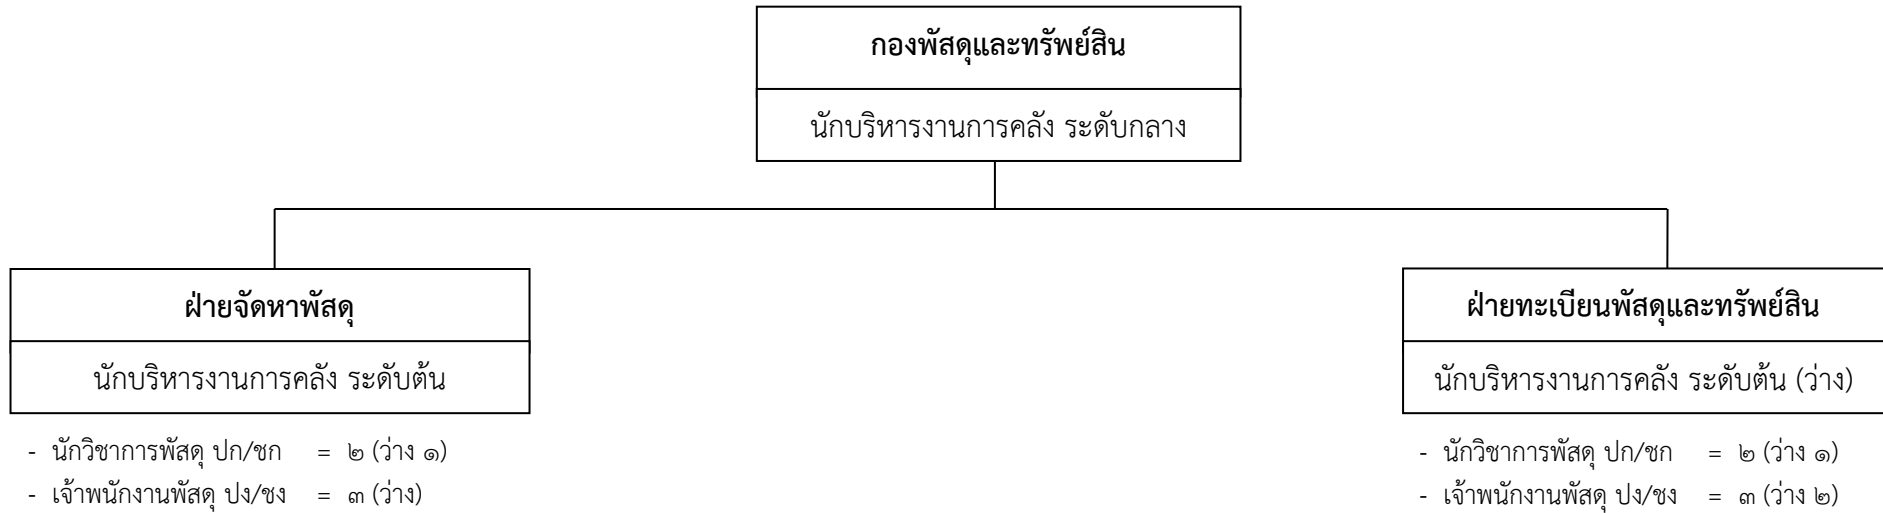 กองพัสดุและทรัพย์สิน
นักบริหารงานการคลัง ระดับกลาง
ฝ่ายจัดหาพัสดุ
นักบริหารงานการคลัง ระดับต้น
- นักวิชาการพัสดุ ปก/ชก = ๒ (ว่าง ๑)
- เจ้าพนักงานพัสดุ ปง/ชง = ๓ (ว่าง)
ฝ่ายทะเบียนพัสดุและทรัพย์สิน
นักบริหารงานการคลัง ระดับต้น (ว่าง)
- นักวิชาการพัสดุ ปก/ชก = ๒ (ว่าง ๑)
- เจ้าพนักงานพัสดุ ปง/ชง = ๓ (ว่าง ๒)